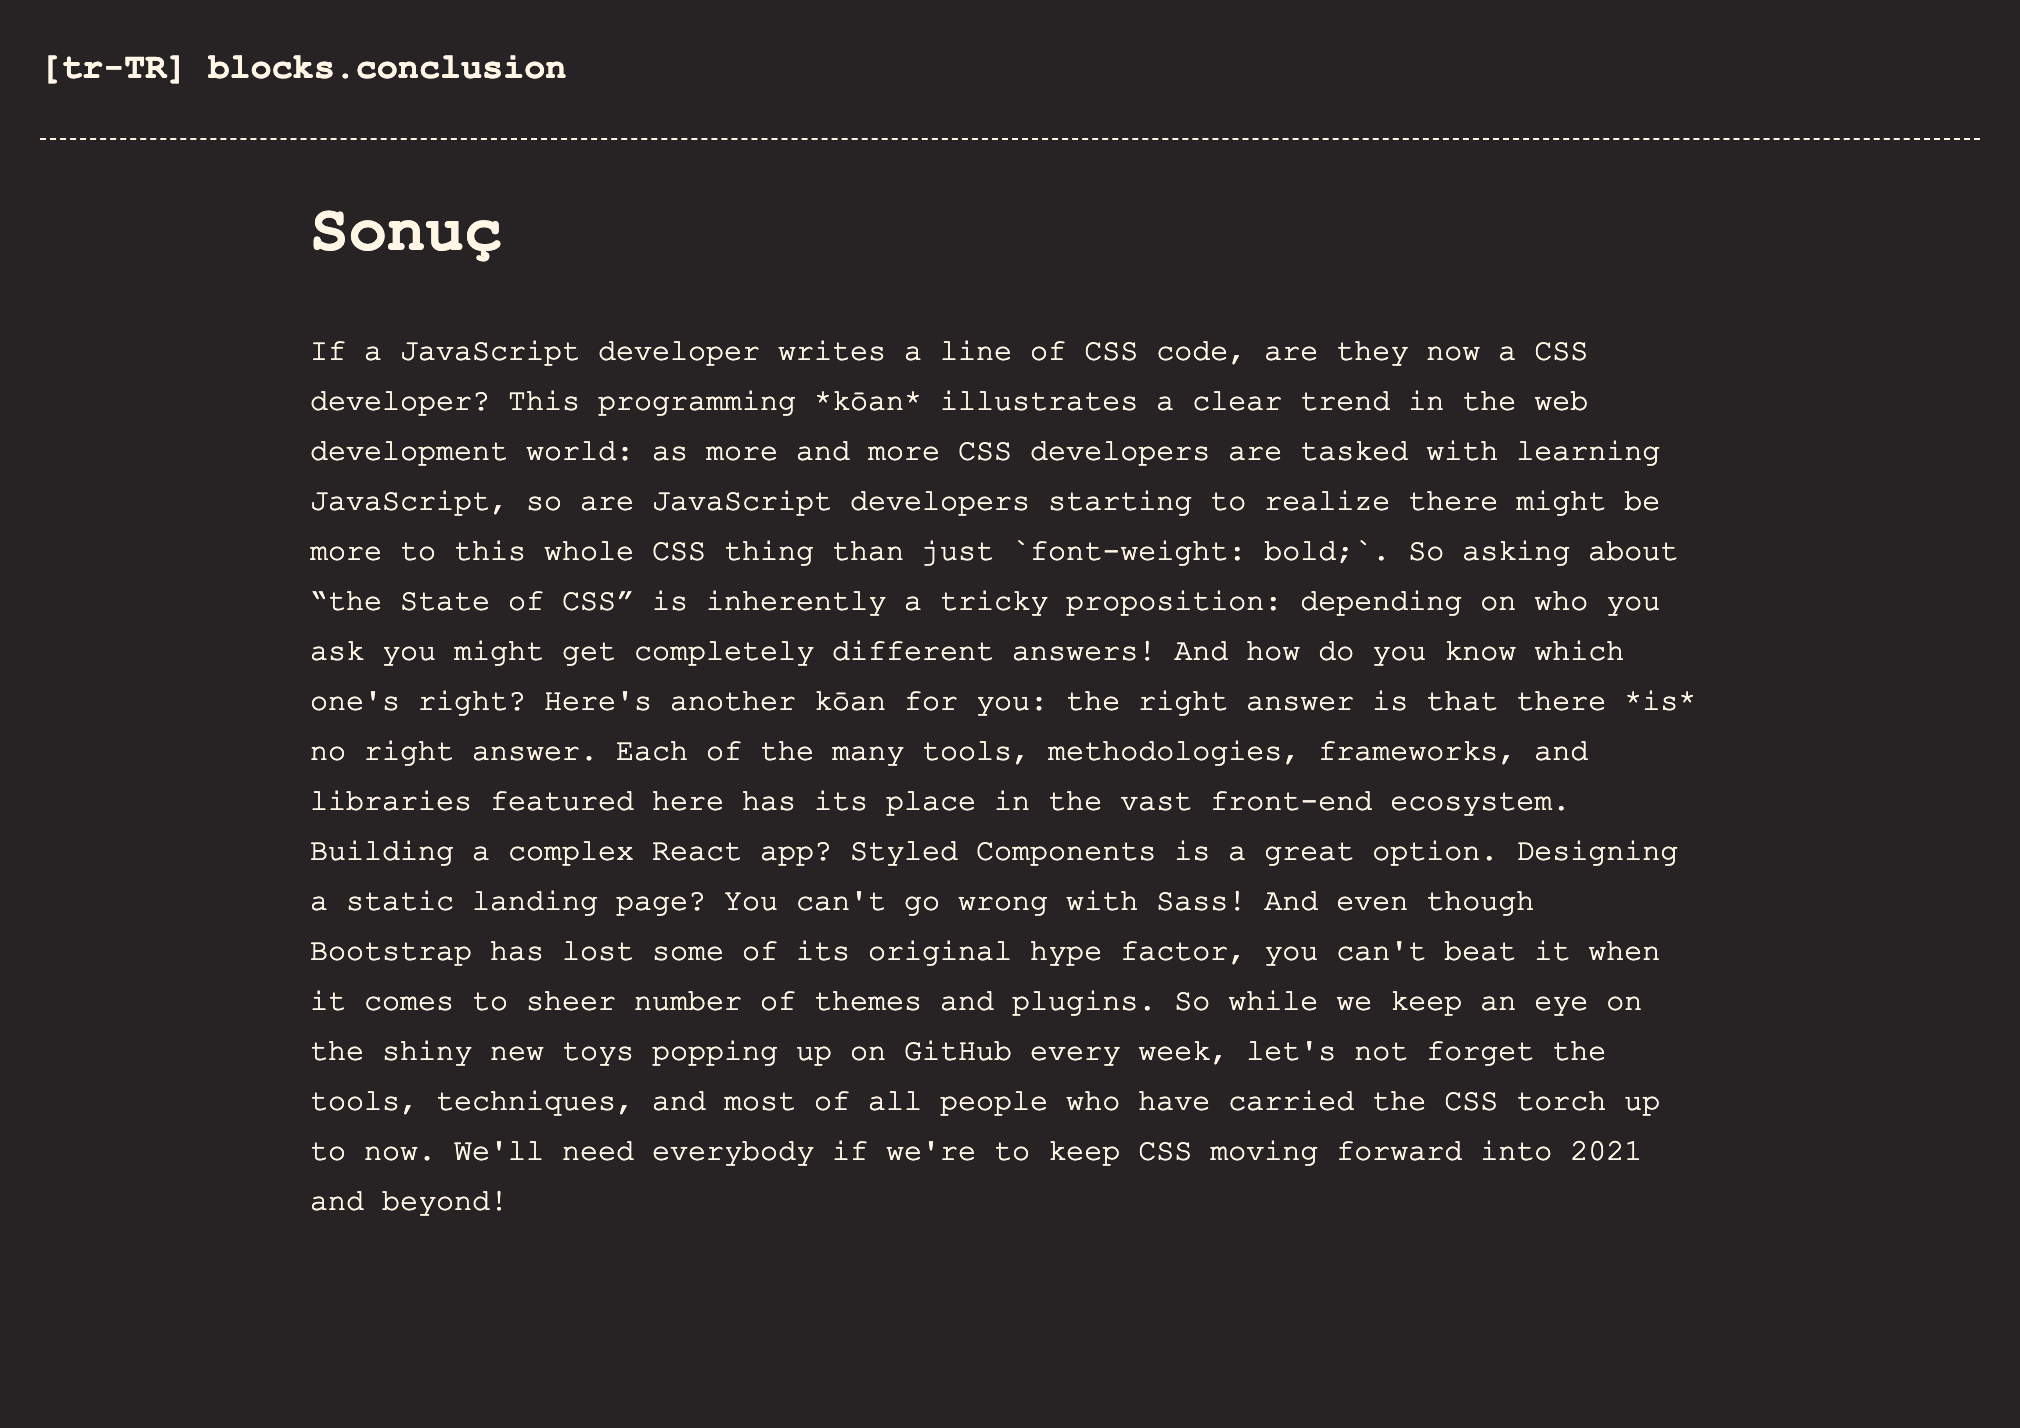 [tr-TR] blocks.conclusion
Sonuç
If a JavaScript developer writes a line of CSS code, are they now a CSS
developer? This programming *kōan* illustrates a clear trend in the web
development world: as more and more CSS developers are tasked with learning
JavaScript, so are JavaScript developers starting to realize there might be
more to this whole CSS thing than just `font-weight: bold;`. So asking about
“the State of CSS” is inherently a tricky proposition: depending on who you
ask you might get completely different answers! And how do you know which
one's right? Here's another kōan for you: the right answer is that there *is*
no right answer. Each of the many tools, methodologies, frameworks, and
libraries featured here has its place in the vast front-end ecosystem.
Building a complex React app? Styled Components is a great option. Designing
a static landing page? You can't go wrong with Sass! And even though
Bootstrap has lost some of its original hype factor, you can't beat it when
it comes to sheer number of themes and plugins. So while we keep an eye on
the shiny new toys popping up on GitHub every week, let's not forget the
tools, techniques, and most of all people who have carried the CSS torch up
to now. We'll need everybody if we're to keep CSS moving forward into 2021
and beyond!